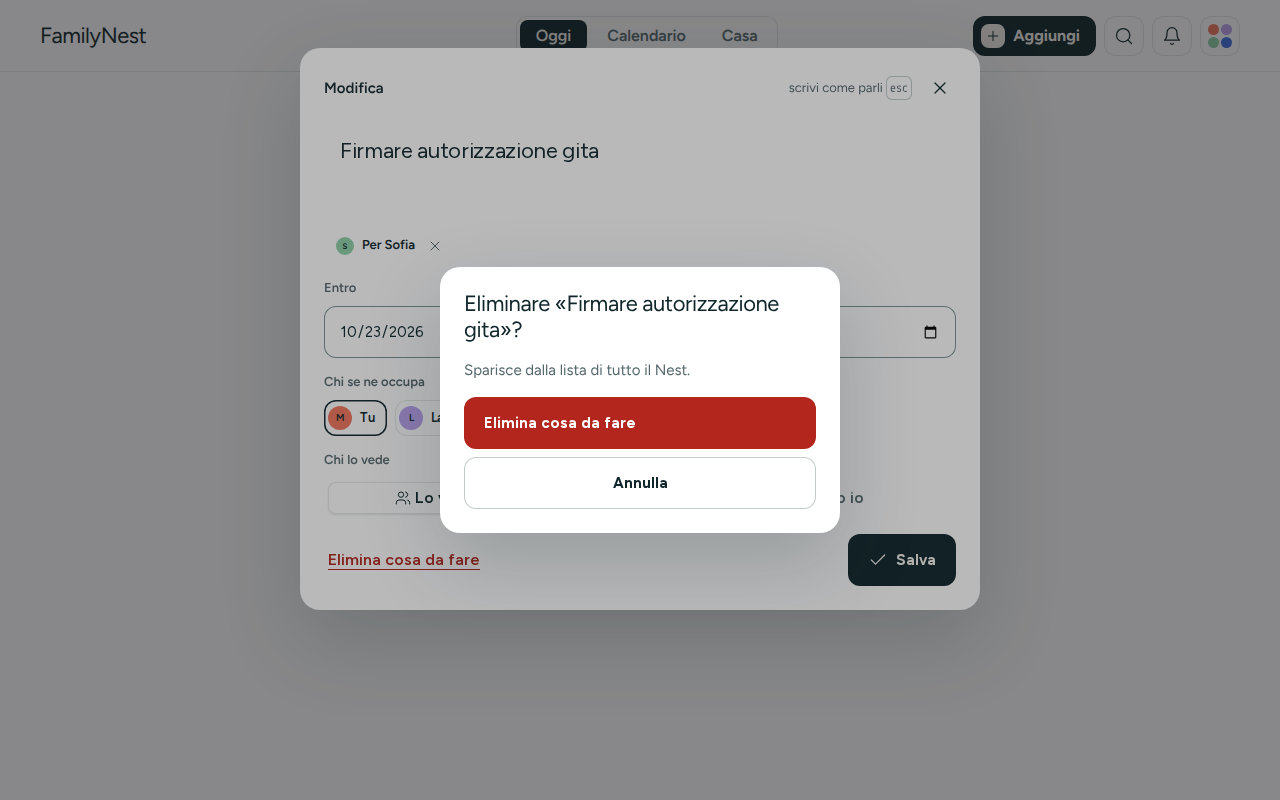 FamilyNest
Oggi
Calendario
Casa
Aggiungi
Modifica
scrivi come parli esc
Firmare autorizzazione gita
S Per Sofia
Entro
10/23/2026
Chi se ne occupa
M Tu
L
Chi lo vede
Lo
io
Eliminare «Firmare autorizzazione
gita»?
Sparisce dalla lista di tutto il Nest.
Elimina cosa da fare
Annulla
Elimina cosa da fare
Salva